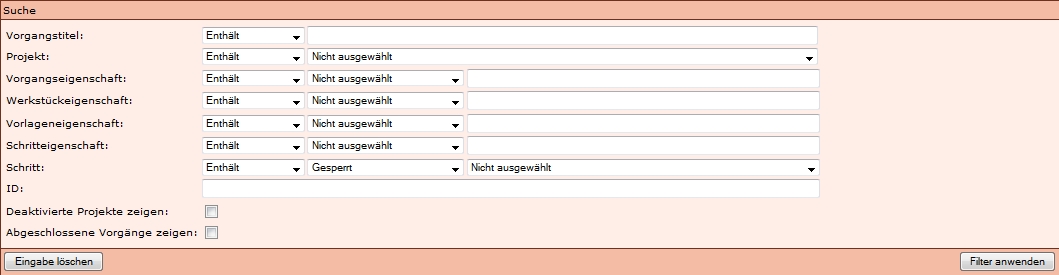 Suche
Vorgangstitel: Enthält
Projekt: Enthält Nicht ausgewählt
Vorgangseigenschaft: Enthält Nicht ausgewählt
Werkstückeigenschaft: Enthält Nicht ausgewählt
Vorlageneigenschaft: Enthält Nicht ausgewählt
Schritteigenschaft: Enthält Nicht ausgewählt
Schritt: Enthält Gesperrt Nicht ausgewählt
ID:
Deaktivierte Projekte zeigen:
Abgeschlossene Vorgänge zeigen:
Eingabe löschen Filter anwenden